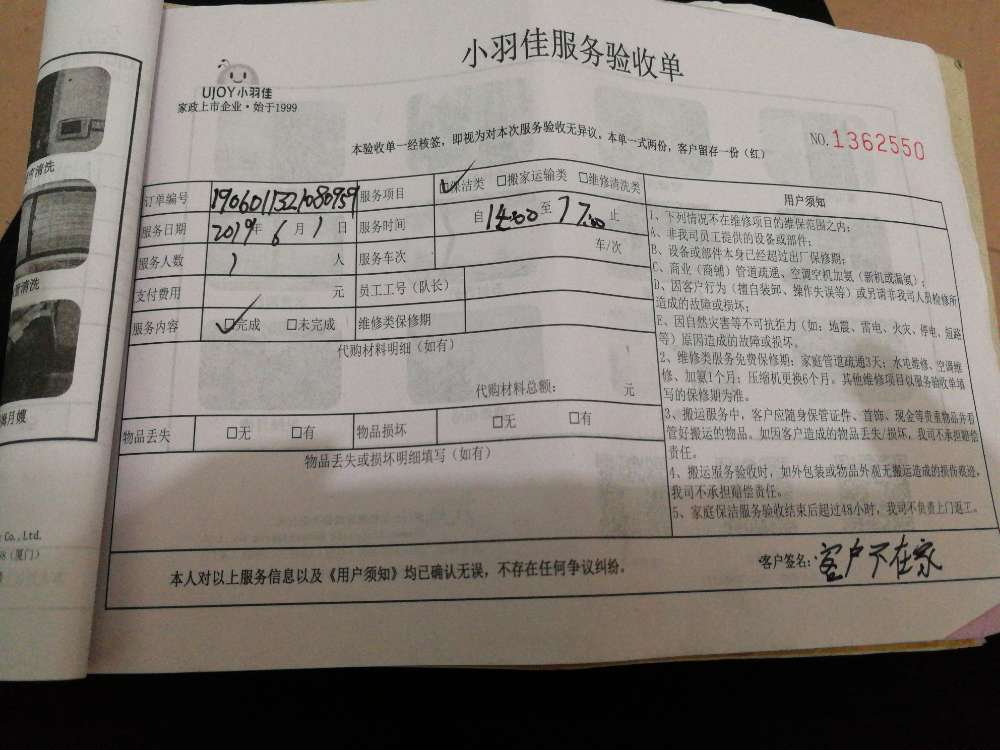 小羽佳服务验收单
UJOY小羽佳
家政上市企业·始于1999
本验收单一经核签，即视为对本次服务验收无异议。本单一式两份，客户留存一份（红）
NO.1362550
订单编号
服务项目 ☑保洁类 □搬家运输类 □维修清洗类
服务日期 2019年 6月 1日 服务时间 自 14:00 至 17:00 止
服务人数 1 人 服务车次 车/次
支付费用 元 员工工号（队长）
服务内容 ☑完成 □未完成 维修类保修期
代购材料明细（如有）
代购材料总额： 元
物品丢失 □无 □有 物品损坏 □无 □有
物品丢失或损坏明细填写（如有）
用户须知
1、下列情况不在维修项目的维保范围之内：
A、非我司员工提供的设备或部件；
B、设备或部件本身已经超过出厂保修期；
C、商业（商铺）管道疏通、空调空机加氨（新机或漏氨）；
D、因客户行为（擅自装卸、操作失误等）或另请非我司人员检修所
造成的故障或损坏；
E、因自然灾害等不可抗拒力（如：地震、雷电、火灾、停电、短路
等）原因造成的故障或损坏。
2、维修类服务免费保修期：家庭管道疏通3天；水电维修、空调维
修、加氨1个月；压缩机更换6个月。其他维修项目以服务验收单填
写的保修期为准。
3、搬运服务中，客户应随身保管证件、首饰、现金等贵重物品并看
管好搬运的物品。如因客户造成的物品丢失/损坏，我司不承担赔偿
责任。
4、搬运服务验收时，如外包装或物品外观无搬运造成的损伤痕迹，
我司不承担赔偿责任。
5、家庭保洁服务验收结束后超过48小时，我司不负责上门返工。
本人对以上服务信息以及《用户须知》均已确认无误，不存在任何争议纠纷。
客户签名：客户不在家
清洗
清洗
月嫂
Co.,Ltd.
（厦门）